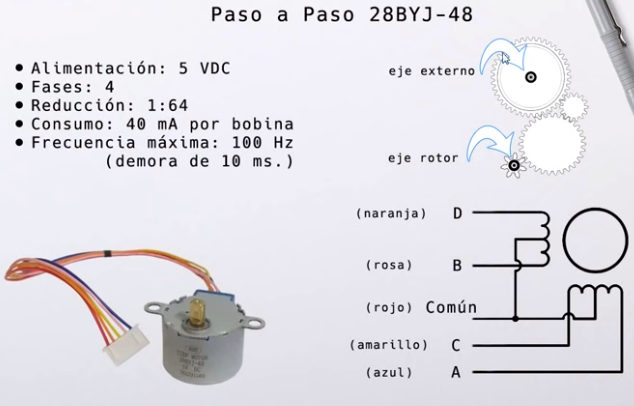 Paso a Paso 28BYJ-48
• Alimentación: 5 VDC
• Fases: 4
• Reducción: 1:64
• Consumo: 40 mA por bobina
• Frecuencia máxima: 100 Hz
(demora de 10 ms.)
eje externo
eje rotor
(naranja) D
(rosa) B
(rojo) Común
(amarillo) C
(azul) A